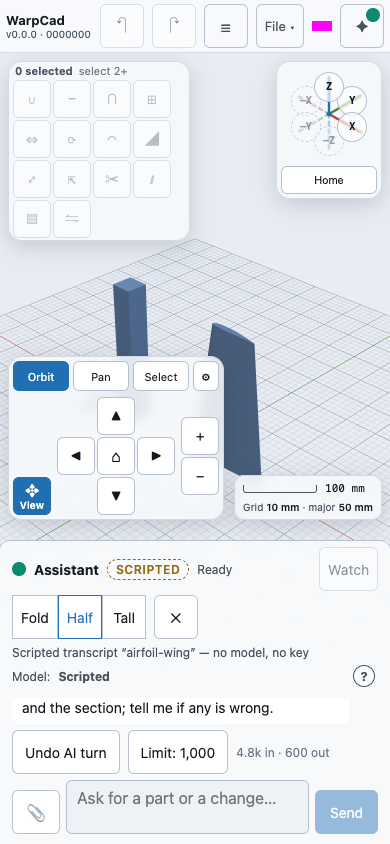 WarpCad
v0.0.0 · 0000000
File ▾
0 selected select 2+
Z
−X
Y
−Y
X
−Z
Home
Orbit
Pan
Select
View
100 mm
Grid 10 mm · major 50 mm
Assistant
SCRIPTED
Ready
Watch
Fold
Half
Tall
Scripted transcript “airfoil-wing” — no model, no key
Model: Scripted
?
and the section; tell me if any is wrong.
Undo AI turn
Limit: 1,000
4.8k in · 600 out
Ask for a part or a change…
Send